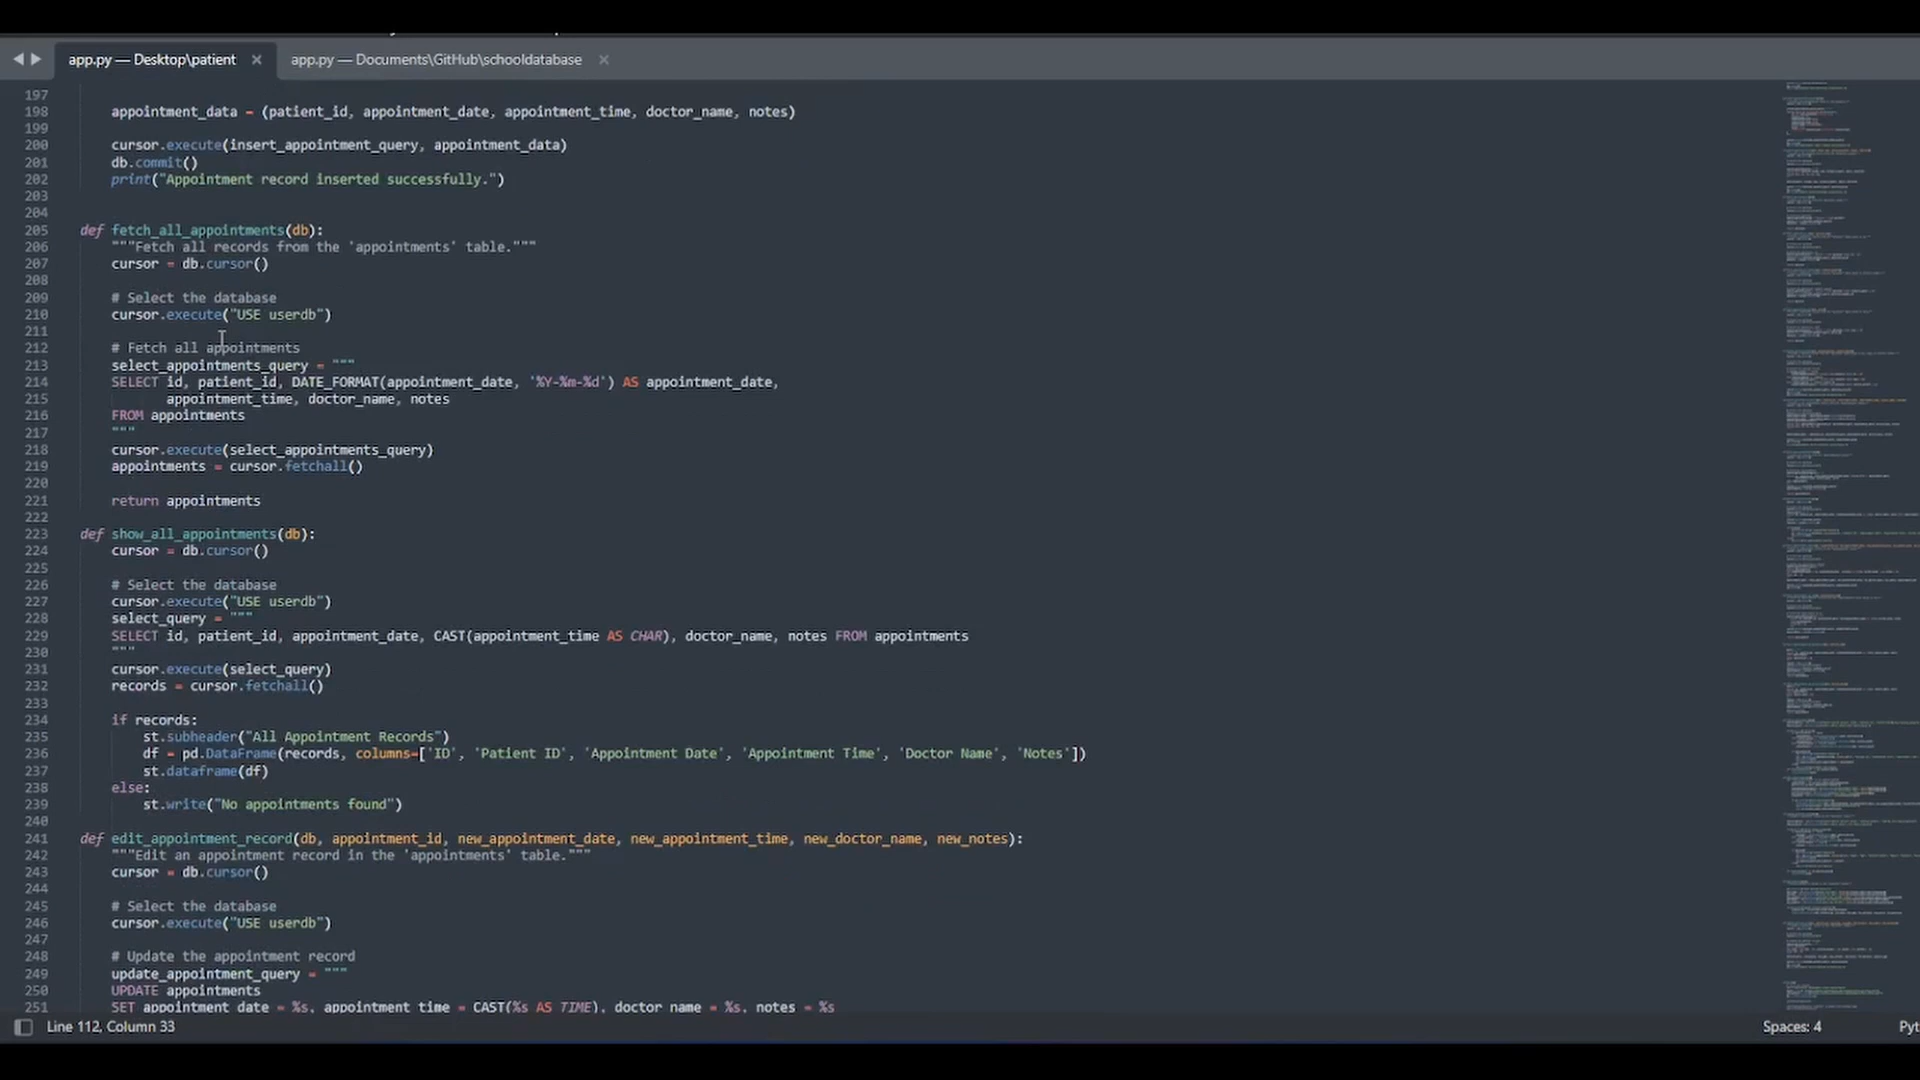 app.py — Desktop\patient × app.py — Documents\GitHub\schooldatabase ×
197
198 appointment_data = (patient_id, appointment_date, appointment_time, doctor_name, notes)
199
200 cursor.execute(insert_appointment_query, appointment_data)
201 db.commit()
202 print("Appointment record inserted successfully.")
203
204
205 def fetch_all_appointments(db):
206 """Fetch all records from the 'appointments' table."""
207 cursor = db.cursor()
208
209 # Select the database
210 cursor.execute("USE userdb")
211
212 # Fetch all appointments
213 select_appointments_query = """
214 SELECT id, patient_id, DATE_FORMAT(appointment_date, '%Y-%m-%d') AS appointment_date,
215 appointment_time, doctor_name, notes
216 FROM appointments
217 """
218 cursor.execute(select_appointments_query)
219 appointments = cursor.fetchall()
220
221 return appointments
222
223 def show_all_appointments(db):
224 cursor = db.cursor()
225
226 # Select the database
227 cursor.execute("USE userdb")
228 select_query = """
229 SELECT id, patient_id, appointment_date, CAST(appointment_time AS CHAR), doctor_name, notes FROM appointments
230 """
231 cursor.execute(select_query)
232 records = cursor.fetchall()
233
234 if records:
235 st.subheader("All Appointment Records")
236 df = pd.DataFrame(records, columns=['ID', 'Patient ID', 'Appointment Date', 'Appointment Time', 'Doctor Name', 'Notes'])
237 st.dataframe(df)
238 else:
239 st.write("No appointments found")
240
241 def edit_appointment_record(db, appointment_id, new_appointment_date, new_appointment_time, new_doctor_name, new_notes):
242 """Edit an appointment record in the 'appointments' table."""
243 cursor = db.cursor()
244
245 # Select the database
246 cursor.execute("USE userdb")
247
248 # Update the appointment record
249 update_appointment_query = """
250 UPDATE appointments
251 SET appointment_date = %s, appointment_time = CAST(%s AS TIME), doctor_name = %s, notes = %s
Line 112, Column 33 Spaces: 4 Pyt